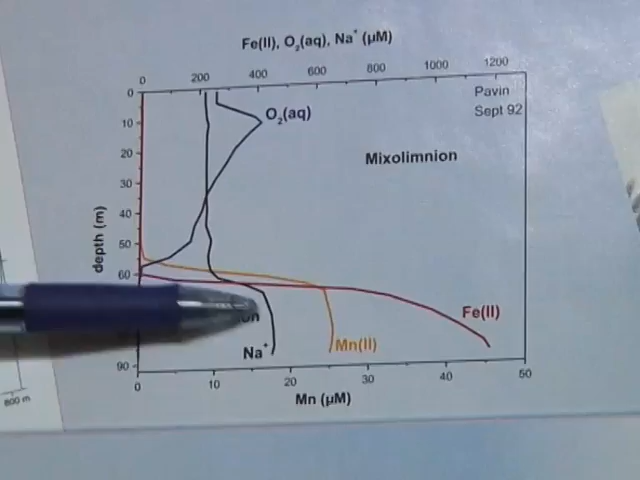 Fe(II), O₂(aq), Na⁺ (µM)
0 200 400 600 800 1000 1200
Pavin
Sept 92
0
10
20
30
40
50
60
90
depth (m)
O₂(aq)
Mixolimnion
Fe(II)
Mn(II)
Na⁺
0 10 20 30 40 50
Mn (µM)
800 m